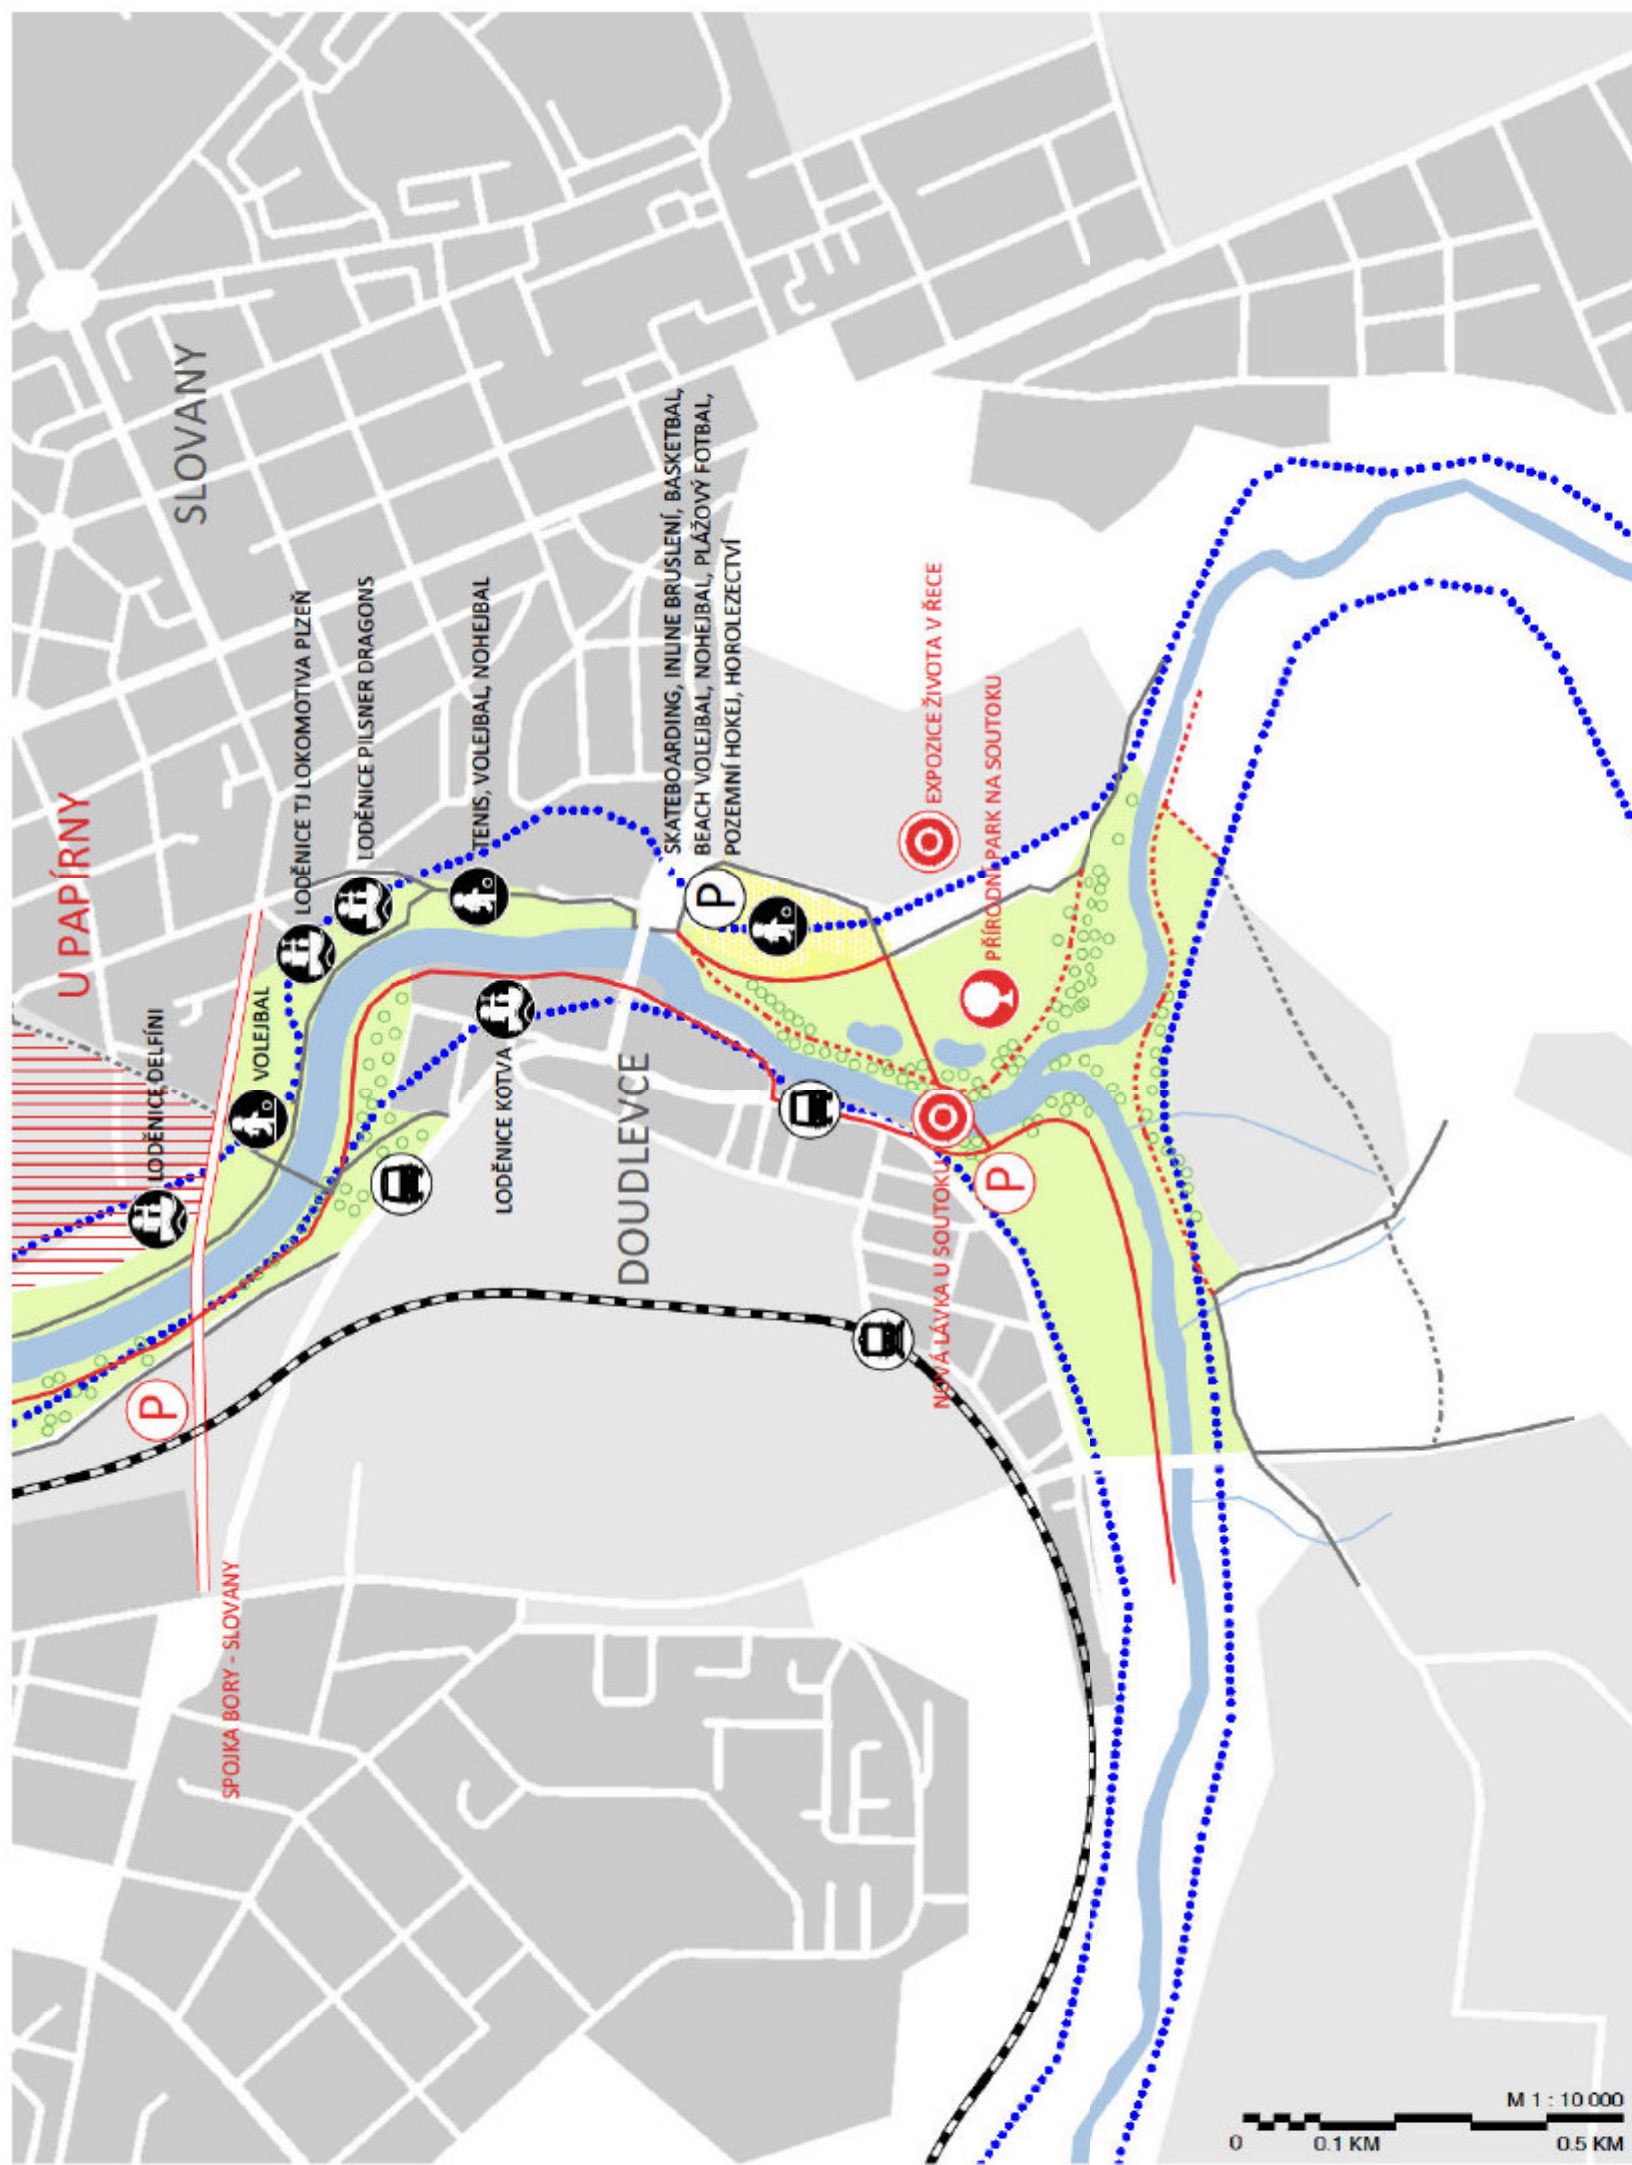 U PAPÍRNY
SLOVANY
LODĚNICE DELFÍNI
VOLEJBAL
LODĚNICE TJ LOKOMOTIVA PLZEŇ
LODĚNICE PILSNER DRAGONS
TENIS, VOLEJBAL, NOHEJBAL
LODĚNICE KOTVA
DOUDLEVCE
SKATEBOARDING, INLINE BRUSLENÍ, BASKETBAL,
BEACH VOLEJBAL, NOHEJBAL, PLÁŽOVÝ FOTBAL,
POZEMNÍ HOKEJ, HOROLEZECTVÍ
P
EXPOZICE ŽIVOTA V ŘECE
PŘÍRODNÍ PARK NA SOUTOKU
NOVÁ LÁVKA U SOUTOKU
P
P
SPOJKA BORY - SLOVANY
M 1 : 10 000
0 0.1 KM 0.5 KM